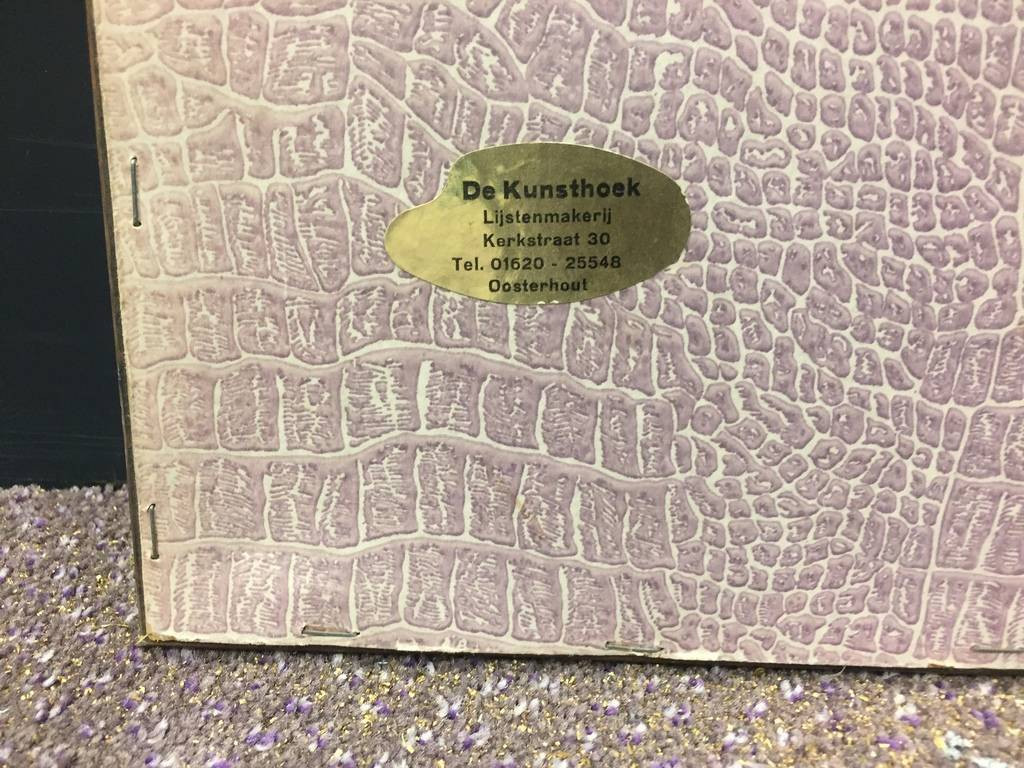 De Kunsthoek
Lijstenmakerij
Kerkstraat 30
Tel. 01620 - 25548
Oosterhout